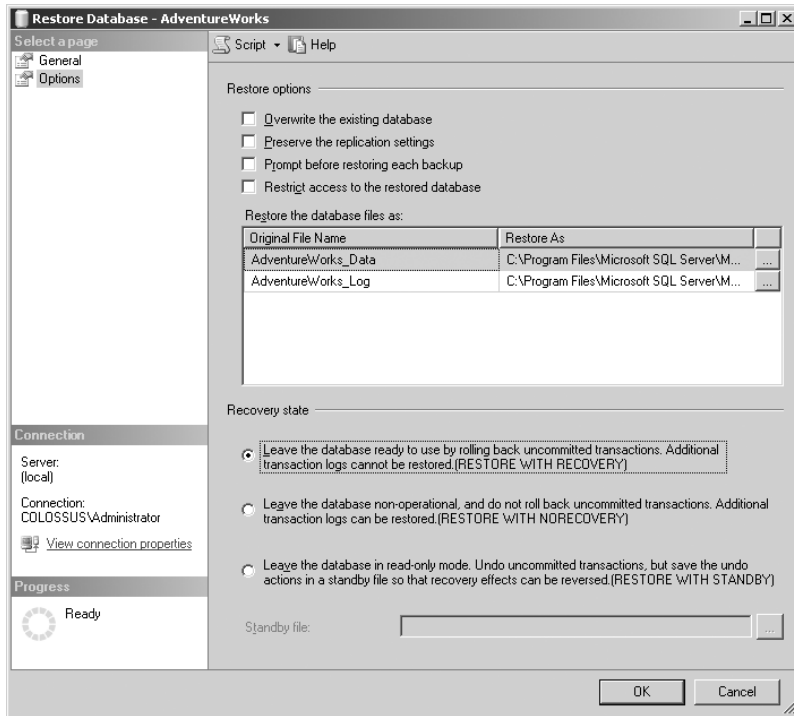 Restore Database - AdventureWorks
Select a page
General
Options
Script
Help
Restore options
Overwrite the existing database
Preserve the replication settings
Prompt before restoring each backup
Restrict access to the restored database
Restore the database files as:
Original File Name Restore As
AdventureWorks_Data C:\Program Files\Microsoft SQL Server\M... ...
AdventureWorks_Log C:\Program Files\Microsoft SQL Server\M... ...
Recovery state
Leave the database ready to use by rolling back uncommitted transactions. Additional
transaction logs cannot be restored.(RESTORE WITH RECOVERY)
Leave the database non-operational, and do not roll back uncommitted transactions. Additional
transaction logs can be restored.(RESTORE WITH NORECOVERY)
Leave the database in read-only mode. Undo uncommitted transactions, but save the undo
actions in a standby file so that recovery effects can be reversed.(RESTORE WITH STANDBY)
Standby file: ...
Connection
Server:
(local)
Connection:
COLOSSUS\Administrator
View connection properties
Progress
Ready
OK
Cancel